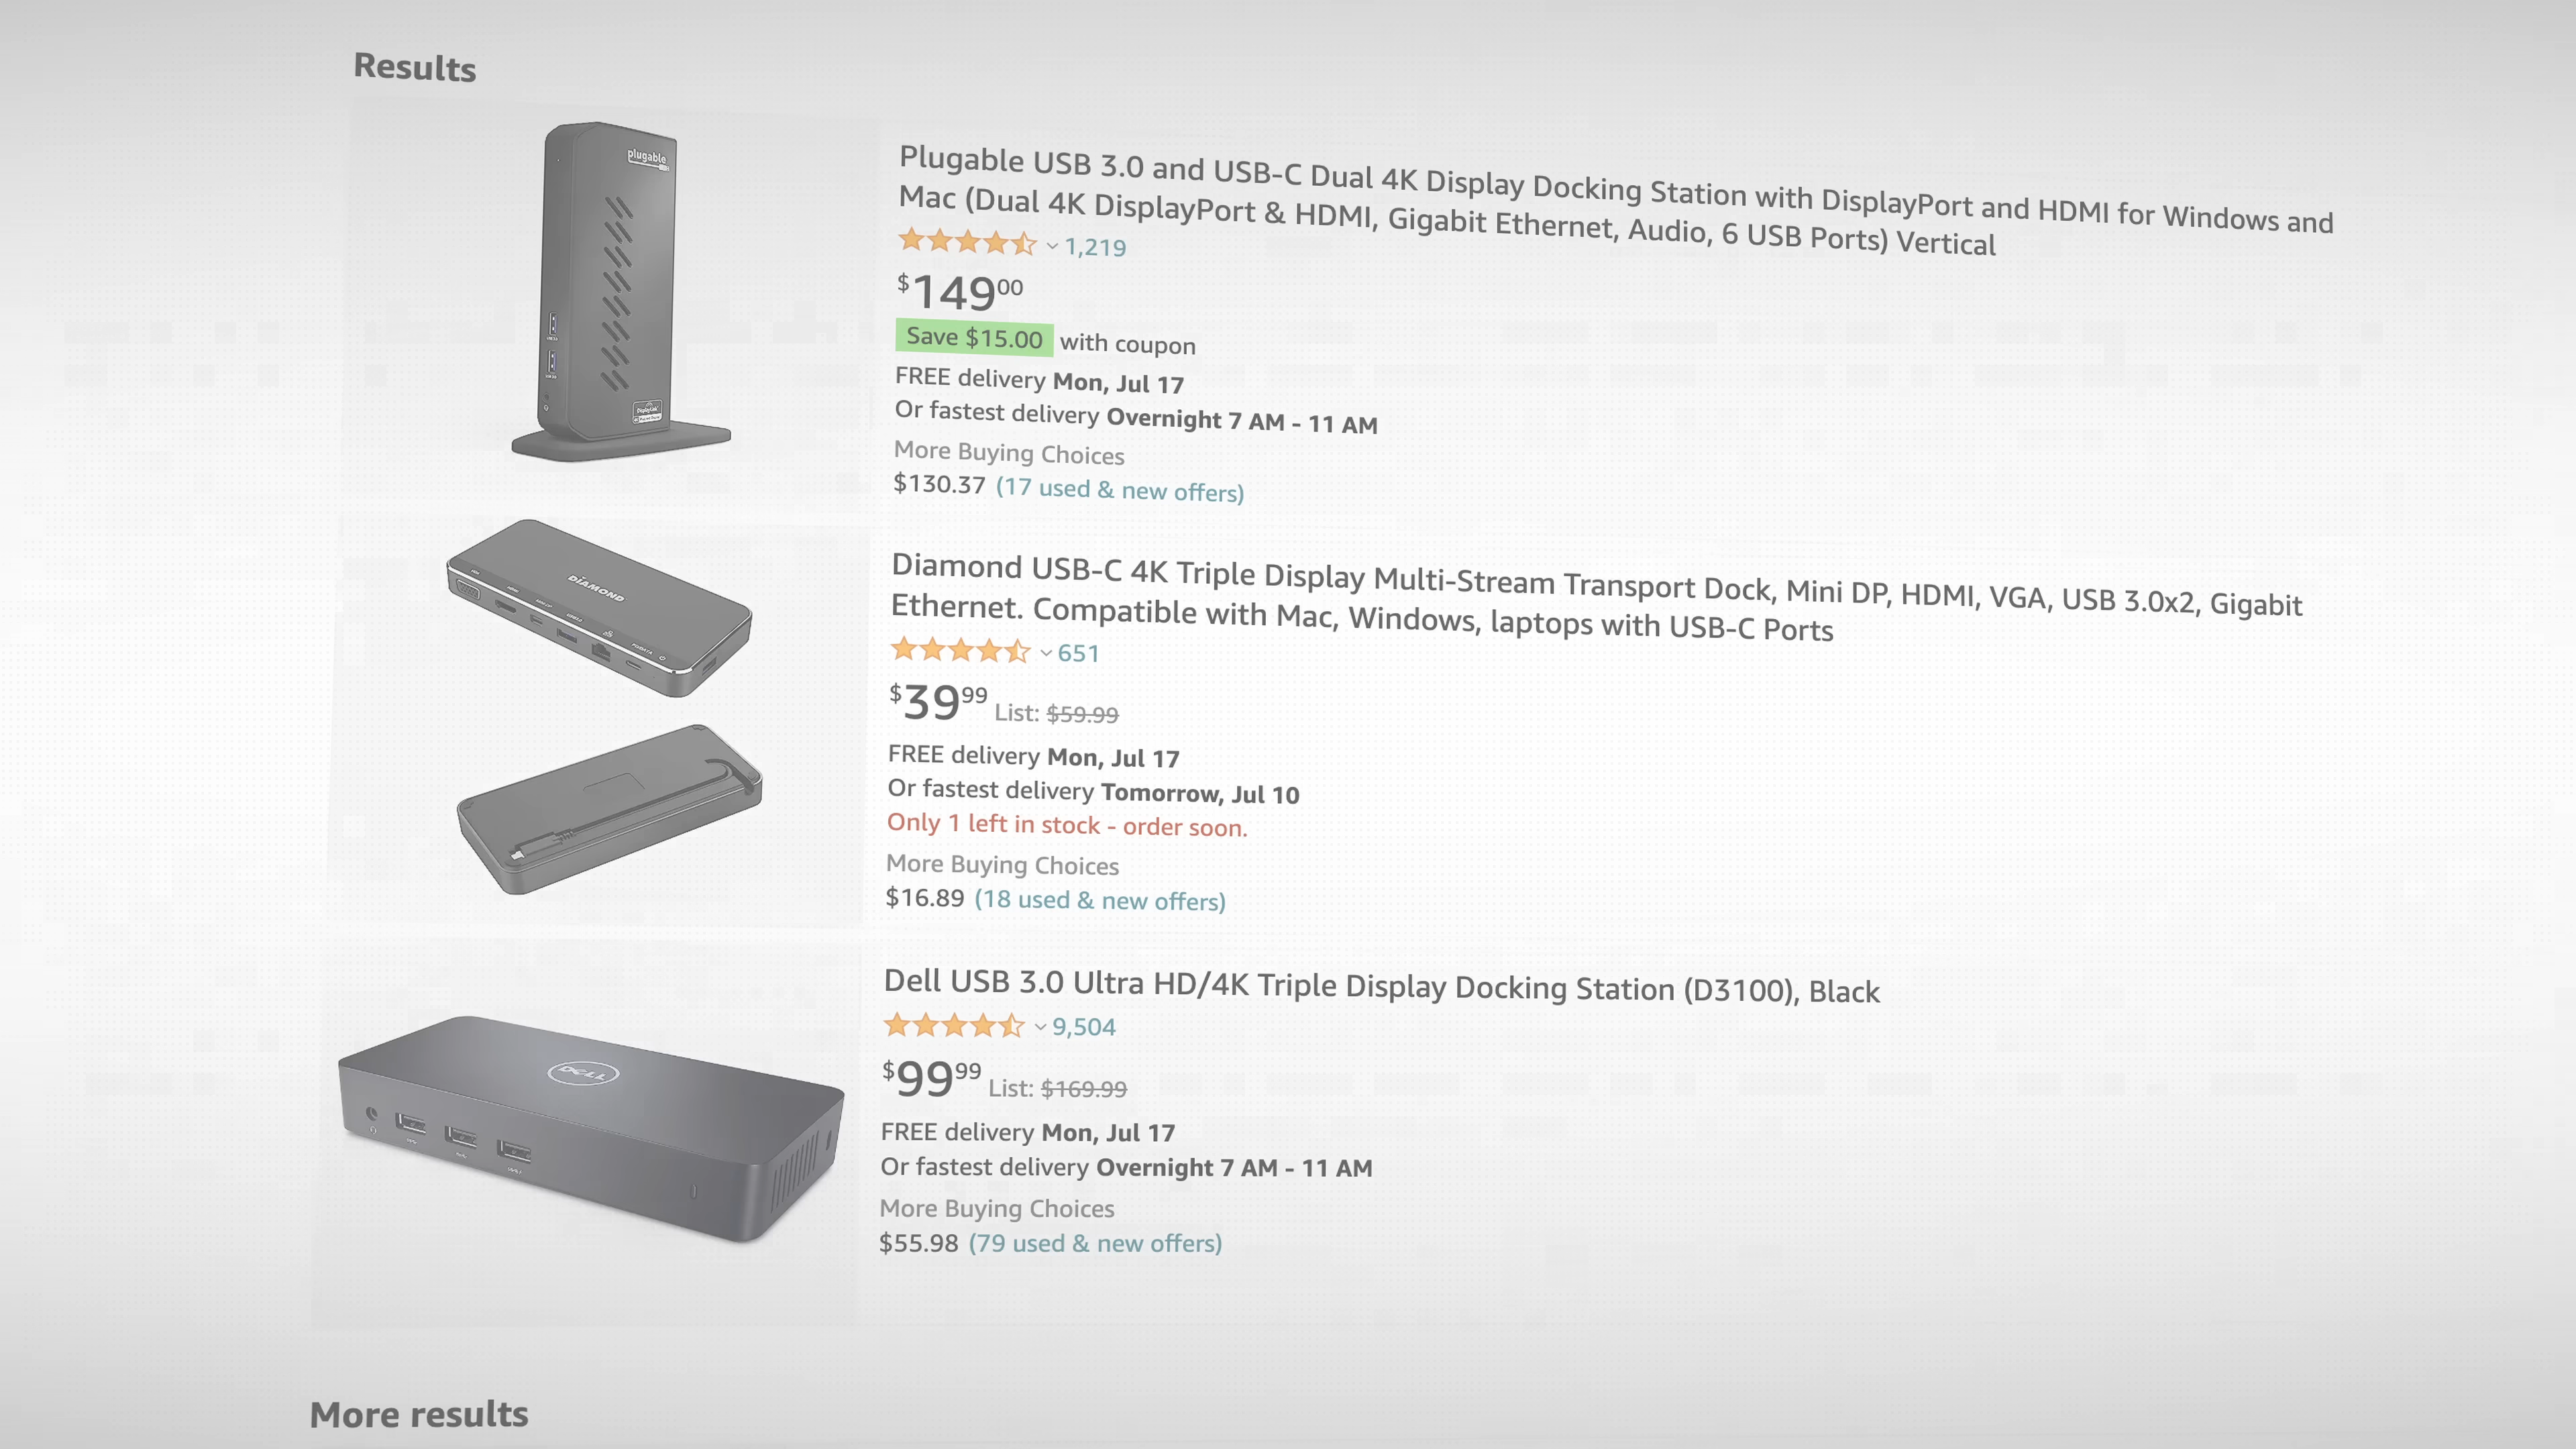 Results
plugable
Plugable USB 3.0 and USB-C Dual 4K Display Docking Station with DisplayPort and HDMI for Windows and
Mac (Dual 4K DisplayPort & HDMI, Gigabit Ethernet, Audio, 6 USB Ports) Vertical
1,219
$149.00
Save $15.00 with coupon
FREE delivery Mon, Jul 17
Or fastest delivery Overnight 7 AM - 11 AM
More Buying Choices
$130.37 (17 used & new offers)
DIAMOND
Diamond USB-C 4K Triple Display Multi-Stream Transport Dock, Mini DP, HDMI, VGA, USB 3.0x2, Gigabit
Ethernet. Compatible with Mac, Windows, laptops with USB-C Ports
651
$39.99 List: $59.99
FREE delivery Mon, Jul 17
Or fastest delivery Tomorrow, Jul 10
Only 1 left in stock - order soon.
More Buying Choices
$16.89 (18 used & new offers)
DELL
Dell USB 3.0 Ultra HD/4K Triple Display Docking Station (D3100), Black
9,504
$99.99 List: $169.99
FREE delivery Mon, Jul 17
Or fastest delivery Overnight 7 AM - 11 AM
More Buying Choices
$55.98 (79 used & new offers)
More results